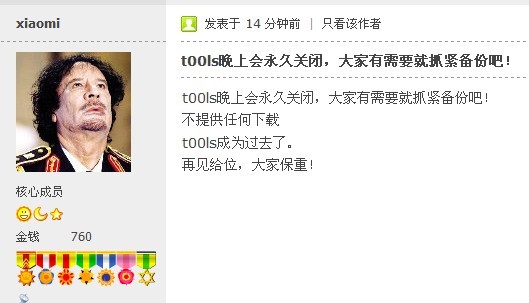 xiaomi
核心成员
金钱 760
发表于 14 分钟前 | 只看该作者
t00ls晚上会永久关闭，大家有需要就抓紧备份吧！
t00ls晚上会永久关闭，大家有需要就抓紧备份吧！
不提供任何下载
t00ls成为过去了。
再见给位，大家保重！